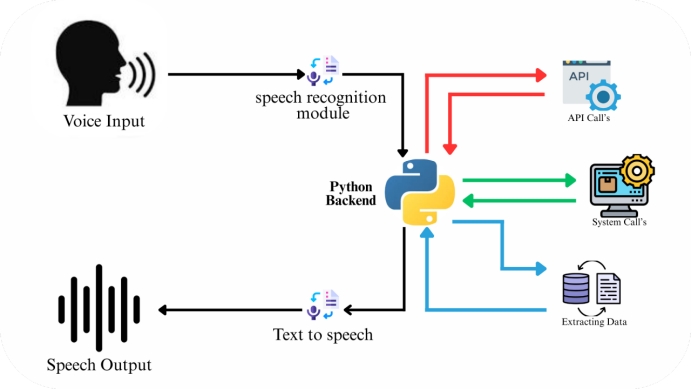 Voice Input
speech recognition
module
API
API Call's
Python
Backend
System Call's
Extracting Data
Text to speech
Speech Output